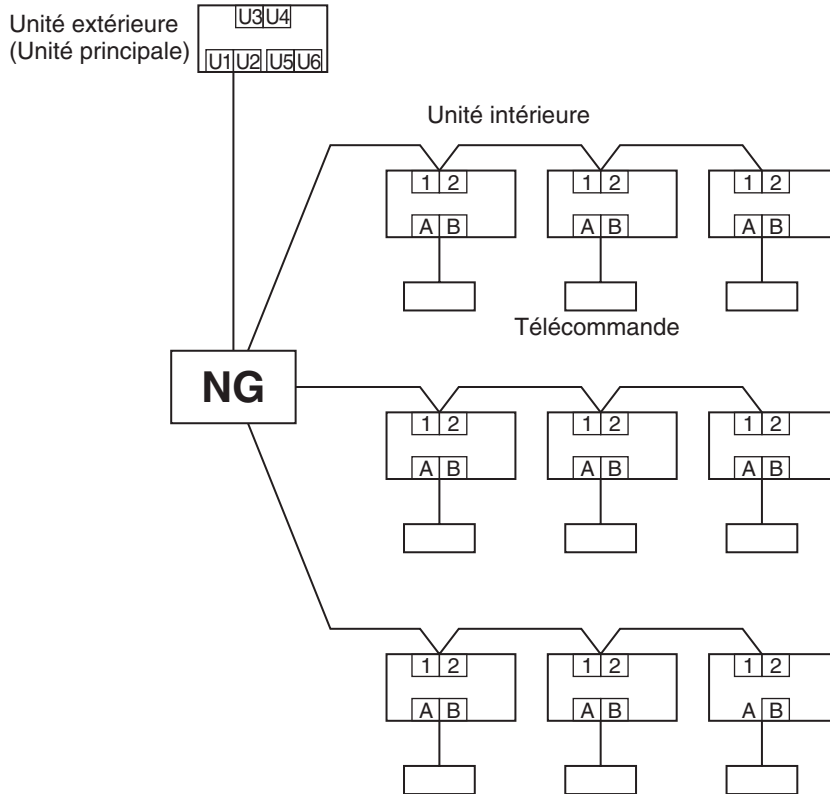 Unité extérieure
(Unité principale)
U3 U4
U1 U2 U5 U6
Unité intérieure
1 2 1 2 1 2
A B A B A B
Télécommande
NG
1 2 1 2 1 2
A B A B A B
1 2 1 2 1 2
A B A B A B